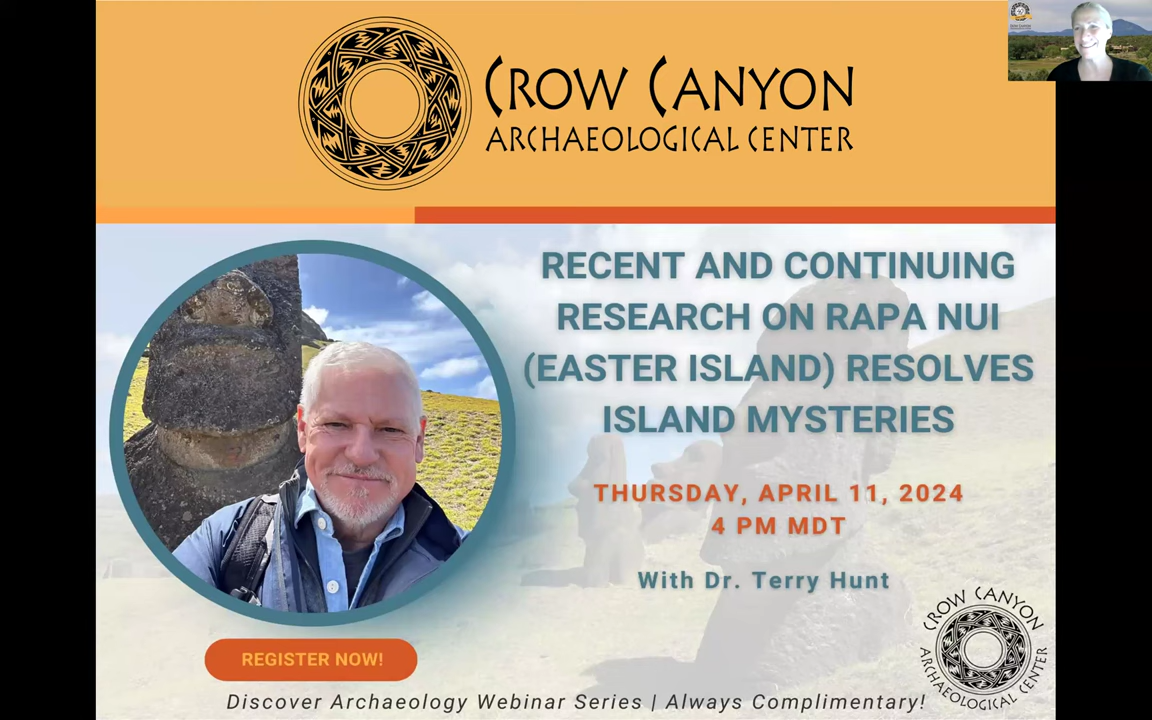 CROW CANYON
ARCHAEOLOGICAL CENTER
RECENT AND CONTINUING
RESEARCH ON RAPA NUI
(EASTER ISLAND) RESOLVES
ISLAND MYSTERIES
THURSDAY, APRIL 11, 2024
4 PM MDT
With Dr. Terry Hunt
CROW CANYON
ARCHAEOLOGICAL CENTER
REGISTER NOW!
Discover Archaeology Webinar Series | Always Complimentary!